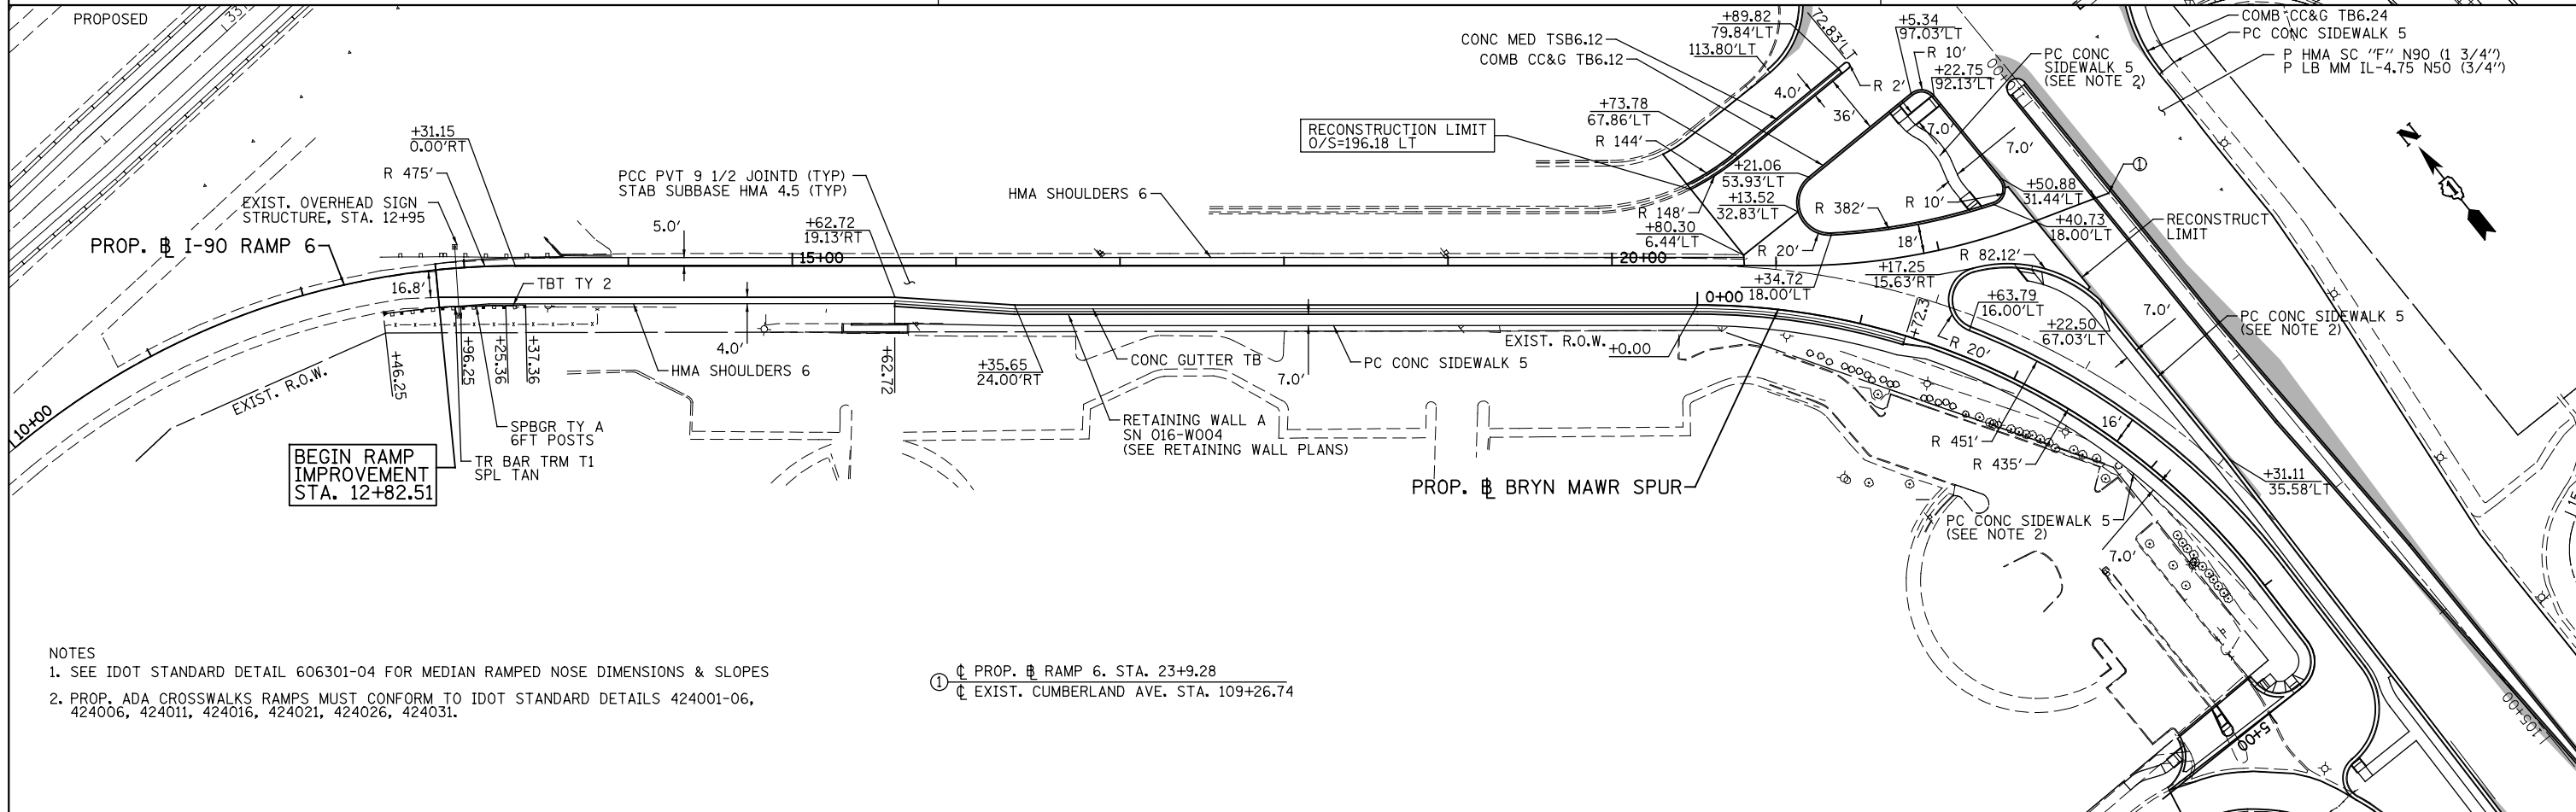 PROPOSED
133
+31.15
0.00'RT
R 475'
EXIST. OVERHEAD SIGN
STRUCTURE, STA. 12+95
PROP. ⅊ I-90 RAMP 6
16.8'
TBT TY 2
5.0'
PCC PVT 9 1/2 JOINTD (TYP)
STAB SUBBASE HMA 4.5 (TYP)
+62.72
19.13'RT
HMA SHOULDERS 6
15+00
20+00
10+00
EXIST. R.O.W.
+46.25
+96.25
+25.36
+37.36
4.0'
HMA SHOULDERS 6
+62.72
+35.65
24.00'RT
CONC GUTTER TB
7.0'
PC CONC SIDEWALK 5
EXIST. R.O.W.
+0.00
0+00
SPBGR TY A
6FT POSTS
TR BAR TRM T1
SPL TAN
BEGIN RAMP
IMPROVEMENT
STA. 12+82.51
RETAINING WALL A
SN 016-W004
(SEE RETAINING WALL PLANS)
PROP. ⅊ BRYN MAWR SPUR
CONC MED TSB6.12
COMB CC&G TB6.12
+89.82
79.84'LT
113.80'LT
72.83'LT
RECONSTRUCTION LIMIT
O/S=196.18 LT
+73.78
67.86'LT
R 144'
4.0'
36'
R 2'
+5.34
97.03'LT
R 10'
+22.75
92.13'LT
PC CONC
SIDEWALK 5
(SEE NOTE 2)
7.0'
7.0'
110+00
COMB CC&G TB6.24
PC CONC SIDEWALK 5
P HMA SC "F" N90 (1 3/4")
P LB MM IL-4.75 N50 (3/4")
N
1
+21.06
53.93'LT
+13.52
32.83'LT
R 148'
+80.30
6.44'LT
R 20'
R 382'
R 10'
+50.88
31.44'LT
+40.73
18.00'LT
18'
+34.72
18.00'LT
+17.25
15.63'RT
R 82.12'
RECONSTRUCT
LIMIT
+63.79
16.00'LT
+22.50
67.03'LT
+72.3
R 20'
7.0'
PC CONC SIDEWALK 5
(SEE NOTE 2)
16'
R 451'
R 435'
+31.11
35.58'LT
PC CONC SIDEWALK 5
(SEE NOTE 2)
7.0'
5+00
105+00
NOTES
1. SEE IDOT STANDARD DETAIL 606301-04 FOR MEDIAN RAMPED NOSE DIMENSIONS & SLOPES
2. PROP. ADA CROSSWALKS RAMPS MUST CONFORM TO IDOT STANDARD DETAILS 424001-06,
424006, 424011, 424016, 424021, 424026, 424031.
1 ℄ PROP. ⅊ RAMP 6. STA. 23+9.28
℄ EXIST. CUMBERLAND AVE. STA. 109+26.74